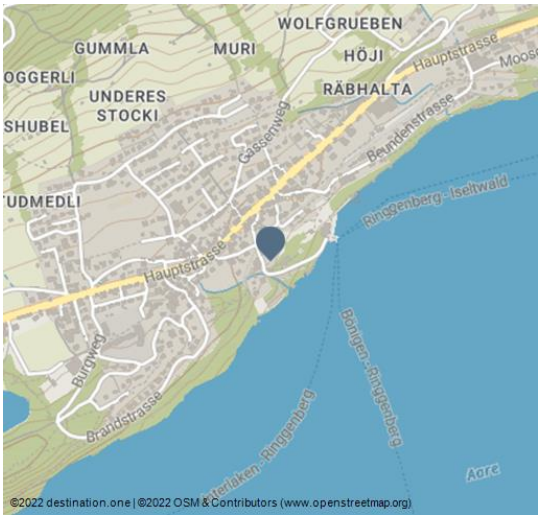 WOLFGRUEBEN
GUMMLA
MURI
HÖJI
Hauptstrasse
OGGERLI
Moose
RÄBHALTA
UNDERES
STOCKI
SHUBEL
Gassenweg
Beundenstrasse
TUDMEDLI
Ringgenberg - Iseltwald
Hauptstrasse
Burgweg
Bönigen - Ringgenberg
Brandstrasse
nterlaken - Ringgenberg
Aare
©2022 destination.one | ©2022 OSM & Contributors (www.openstreetmap.org)